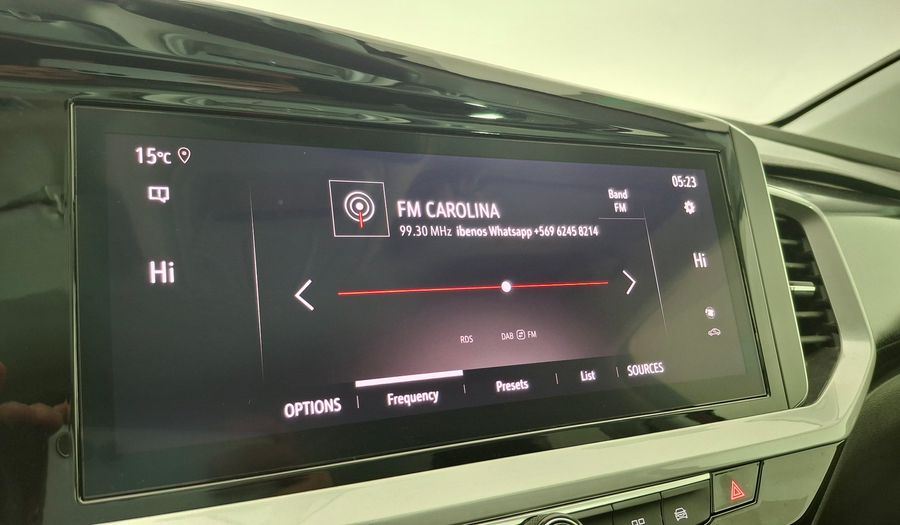 15°C
05:23
FM CAROLINA
Band
FM
99.30 MHz ibenos Whatsapp +569 6245 8214
Hi
Hi
RDS
DAB FM
OPTIONS
Frequency
Presets
List
SOURCES